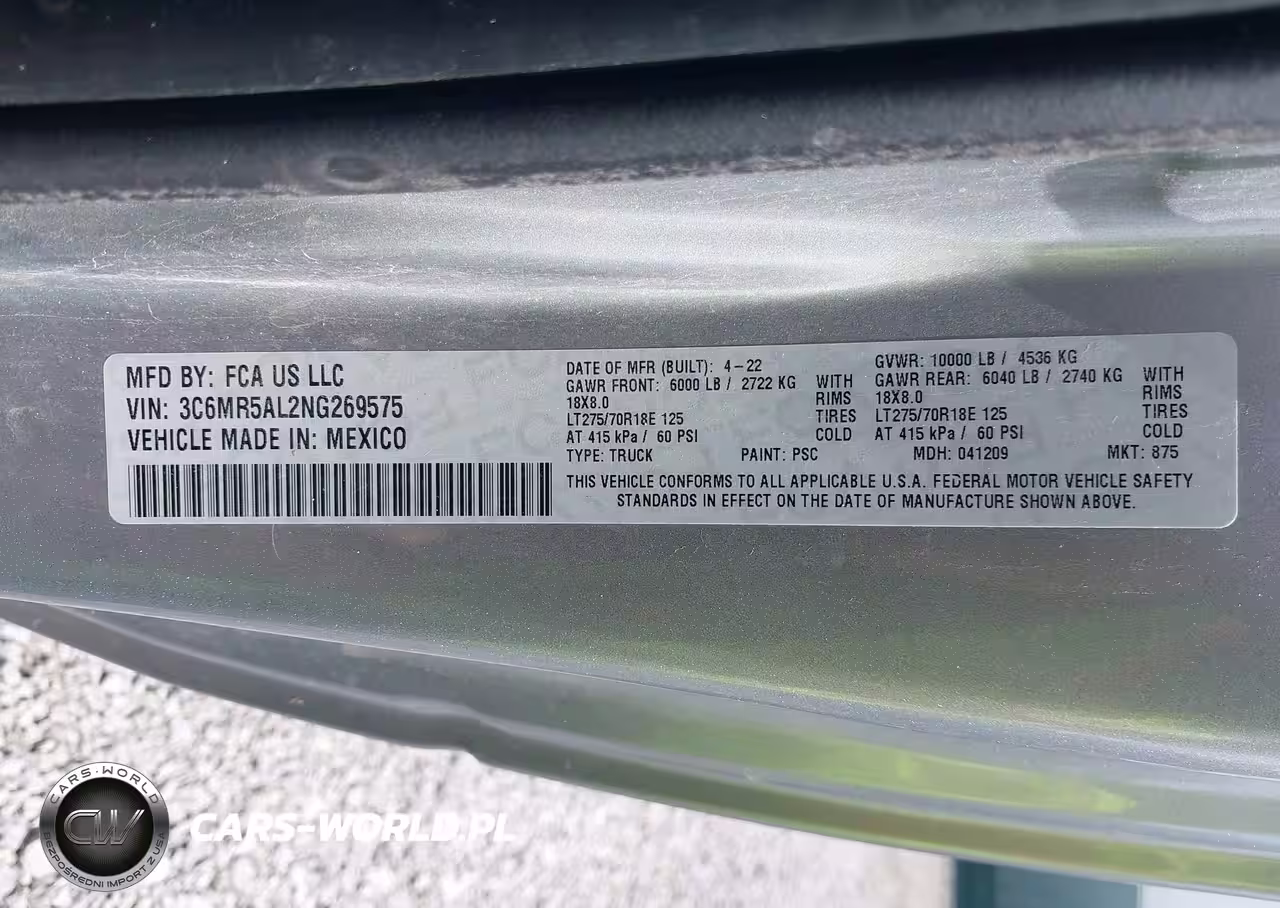 MFD BY: FCA US LLC
VIN: 3C6MR5AL2NG269575
VEHICLE MADE IN: MEXICO
DATE OF MFR (BUILT): 4-22
GAWR FRONT: 6000 LB / 2722 KG WITH
18X8.0 RIMS
LT275/70R18E 125 TIRES
AT 415 kPa / 60 PSI COLD
GVWR: 10000 LB / 4536 KG
GAWR REAR: 6040 LB / 2740 KG WITH
18X8.0 RIMS
LT275/70R18E 125 TIRES
AT 415 kPa / 60 PSI COLD
TYPE: TRUCK PAINT: PSC MDH: 041209 MKT: 875
THIS VEHICLE CONFORMS TO ALL APPLICABLE U.S.A. FEDERAL MOTOR VEHICLE SAFETY
STANDARDS IN EFFECT ON THE DATE OF MANUFACTURE SHOWN ABOVE.
CARS-WORLD
CW
BEZPOŚREDNI IMPORT Z USA
CARS-WORLD.PL